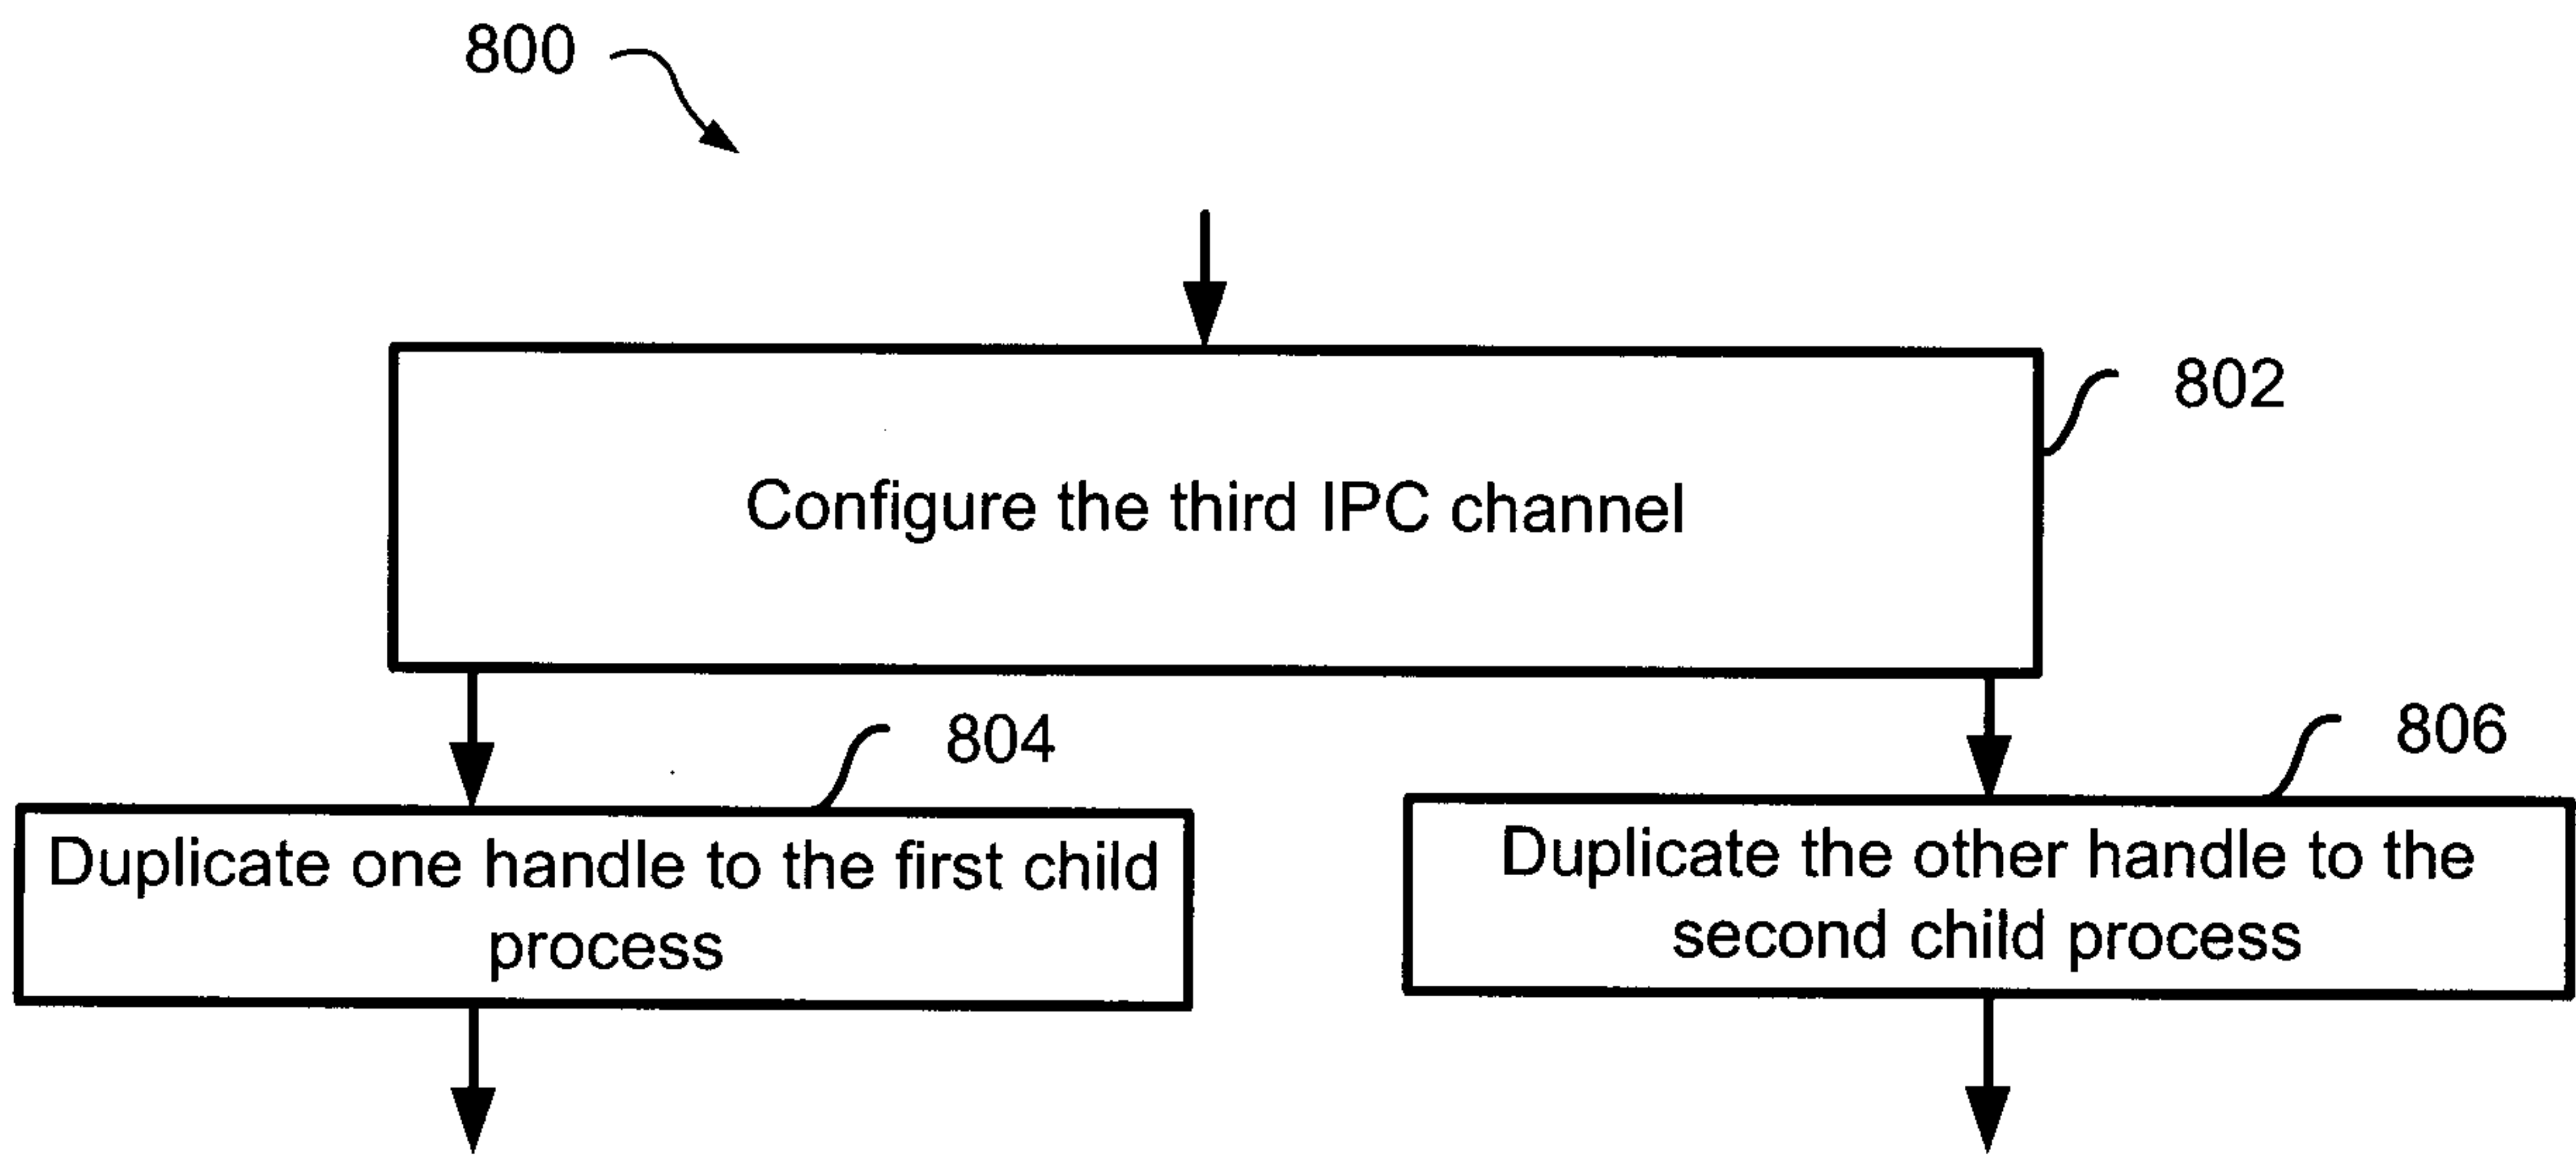 800
802
Configure the third IPC channel
804
806
Duplicate one handle to the first child
process
Duplicate the other handle to the
second child process